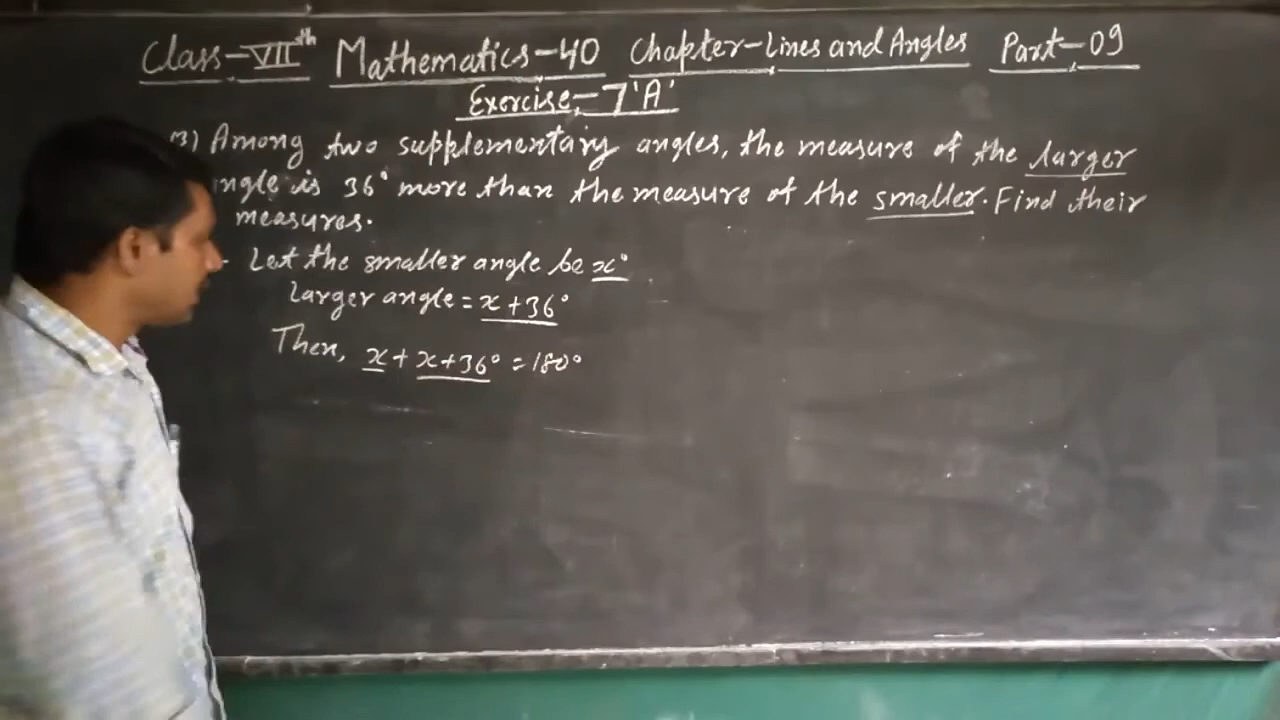 Class-VIIth Mathematics-40 Chapter-Lines and Angles Part-09
Exercise-7'A'
3) Among two supplementary angles, the measure of the larger
ngle is 36° more than the measure of the smaller. Find their
measures.
- Let the smaller angle be x°
Larger angle = x+36°
Then, x + x+36° = 180°